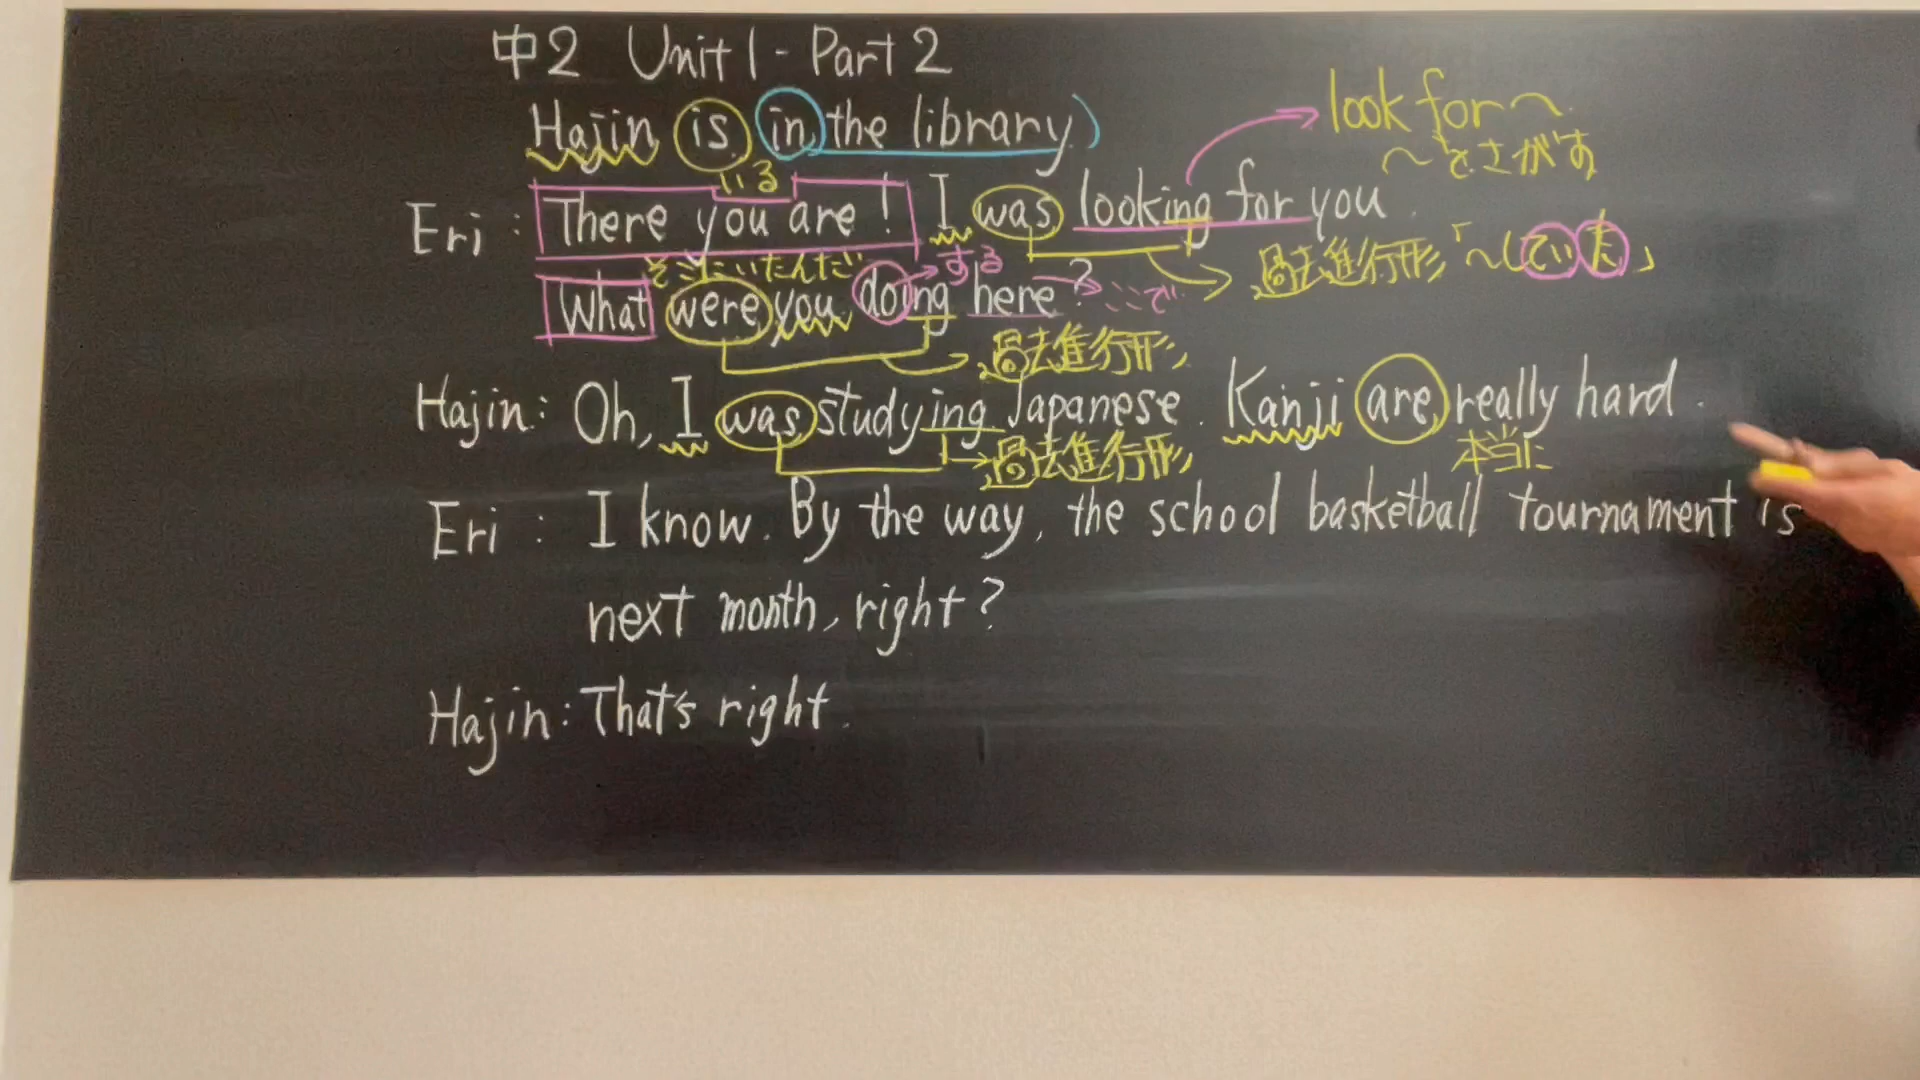 中2 Unit 1 - Part 2
Hajin is in the library)
いる
look for〜
〜をさがす
Eri : There you are! I was looking for you.
そこにいたんだ
する
過去進行形「〜していた」
What were you doing here? ここで
過去進行形
Hajin: Oh, I was studying Japanese. Kanji are really hard.
過去進行形
本当に
Eri : I know. By the way, the school basketball tournament is
next month, right?
Hajin: That's right.